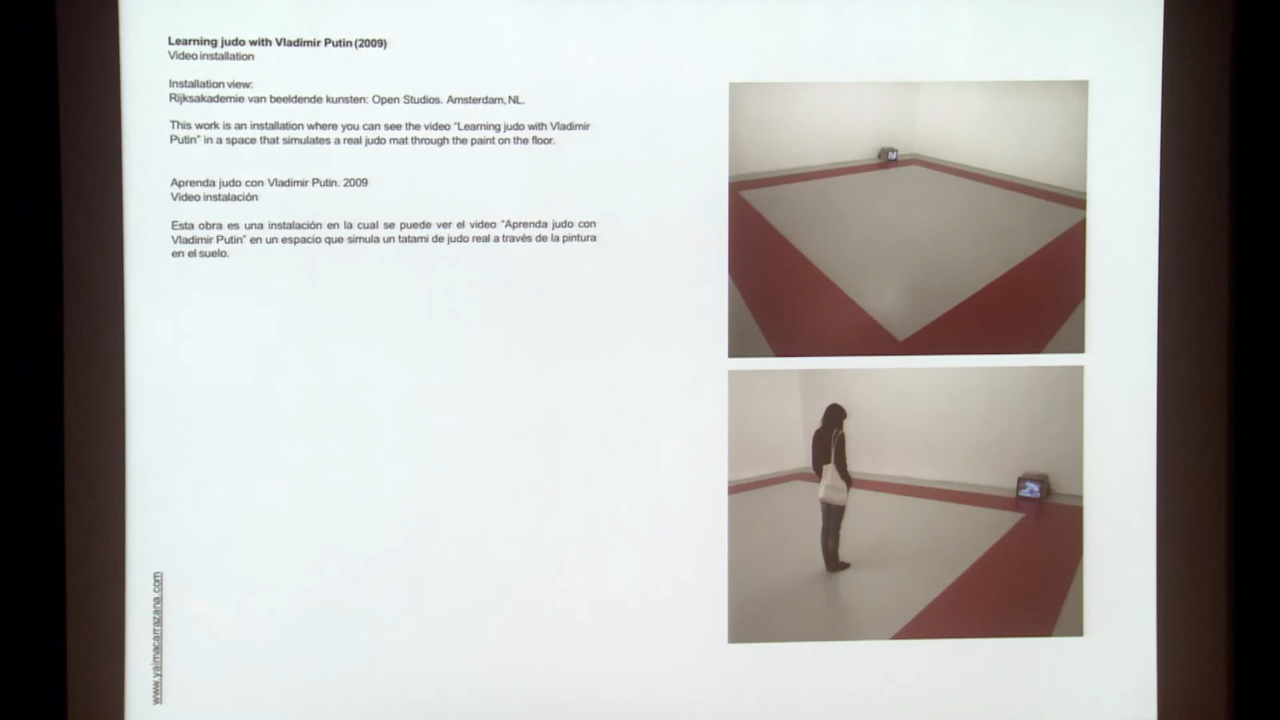 Learning judo with Vladimir Putin (2009)
Video installation
Installation view:
Rijksakademie van beeldende kunsten: Open Studios. Amsterdam, NL.
This work is an installation where you can see the video “Learning judo with Vladimir
Putin” in a space that simulates a real judo mat through the paint on the floor.
Aprenda judo con Vladimir Putin. 2009
Video instalación
Esta obra es una instalación en la cual se puede ver el video “Aprenda judo con
Vladimir Putin” en un espacio que simula un tatami de judo real a través de la pintura
en el suelo.
www.yaimacarrazana.com